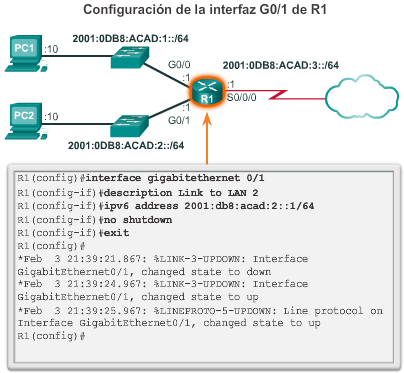 Configuración de la interfaz G0/1 de R1
PC1
:10
2001:0DB8:ACAD:1::/64
G0/0
:1
2001:0DB8:ACAD:3::/64
:1
R1
S0/0/0
PC2
:10
:1
G0/1
2001:0DB8:ACAD:2::/64
R1(config)#interface gigabitethernet 0/1
R1(config-if)#description Link to LAN 2
R1(config-if)#ipv6 address 2001:db8:acad:2::1/64
R1(config-if)#no shutdown
R1(config-if)#exit
R1(config)#
*Feb  3 21:39:21.867: %LINK-3-UPDOWN: Interface
GigabitEthernet0/1, changed state to down
*Feb  3 21:39:24.967: %LINK-3-UPDOWN: Interface
GigabitEthernet0/1, changed state to up
*Feb  3 21:39:25.967: %LINEPROTO-5-UPDOWN: Line protocol on
Interface GigabitEthernet0/1, changed state to up
R1(config)#